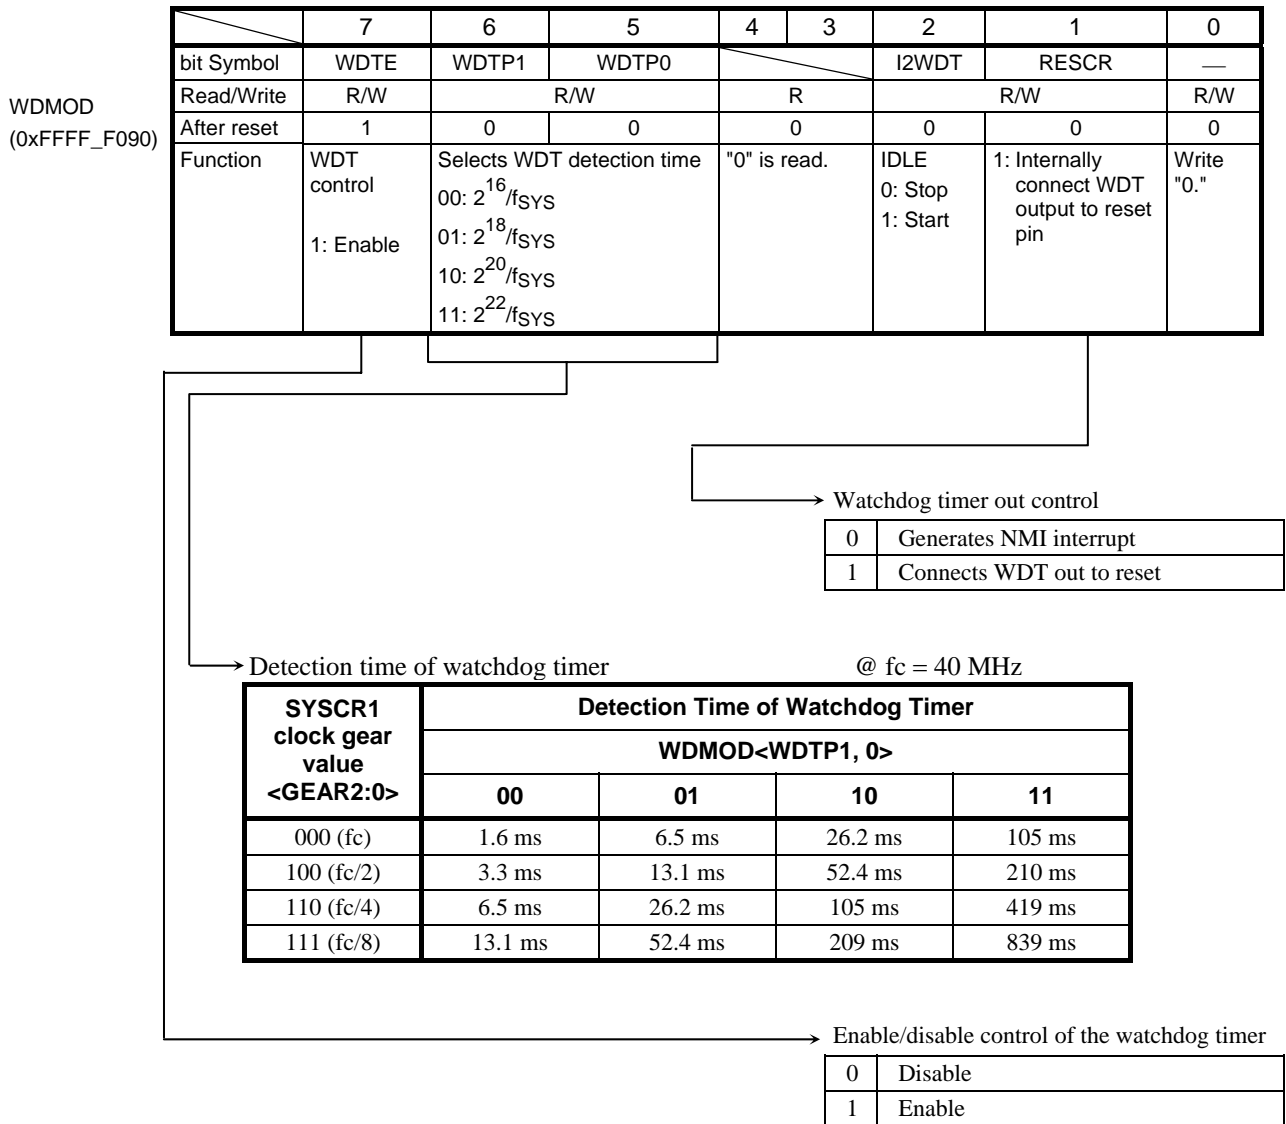 7 6 5 4 3 2 1 0
bit Symbol WDTE WDTP1 WDTP0 I2WDT RESCR —
WDMOD
(0xFFFF_F090)
Read/Write R/W R/W R R/W R/W
After reset 1 0 0 0 0 0 0
Function
WDT
control
1: Enable
Selects WDT detection time
00: 2^16/fSYS
01: 2^18/fSYS
10: 2^20/fSYS
11: 2^22/fSYS
"0" is read.
IDLE
0: Stop
1: Start
1: Internally
connect WDT
output to reset
pin
Write
"0."
Watchdog timer out control
0 Generates NMI interrupt
1 Connects WDT out to reset
Detection time of watchdog timer @ fc = 40 MHz
SYSCR1
clock gear
value
<GEAR2:0>
Detection Time of Watchdog Timer
WDMOD<WDTP1, 0>
00 01 10 11
000 (fc) 1.6 ms 6.5 ms 26.2 ms 105 ms
100 (fc/2) 3.3 ms 13.1 ms 52.4 ms 210 ms
110 (fc/4) 6.5 ms 26.2 ms 105 ms 419 ms
111 (fc/8) 13.1 ms 52.4 ms 209 ms 839 ms
Enable/disable control of the watchdog timer
0 Disable
1 Enable